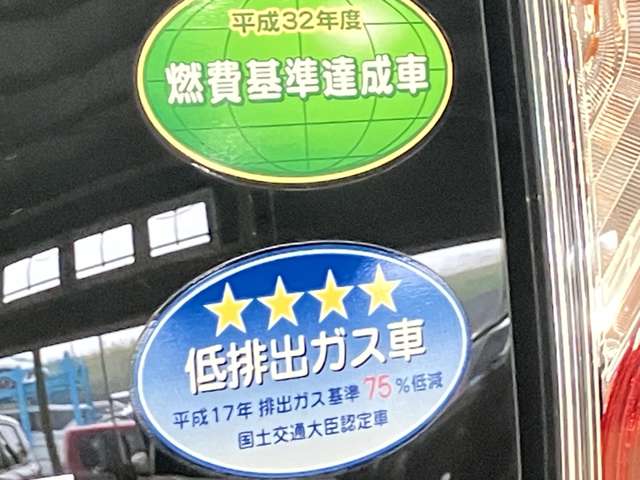 平成32年度
燃費基準達成車
低排出ガス車
平成17年 排出ガス基準 75%低減
国土交通大臣認定車